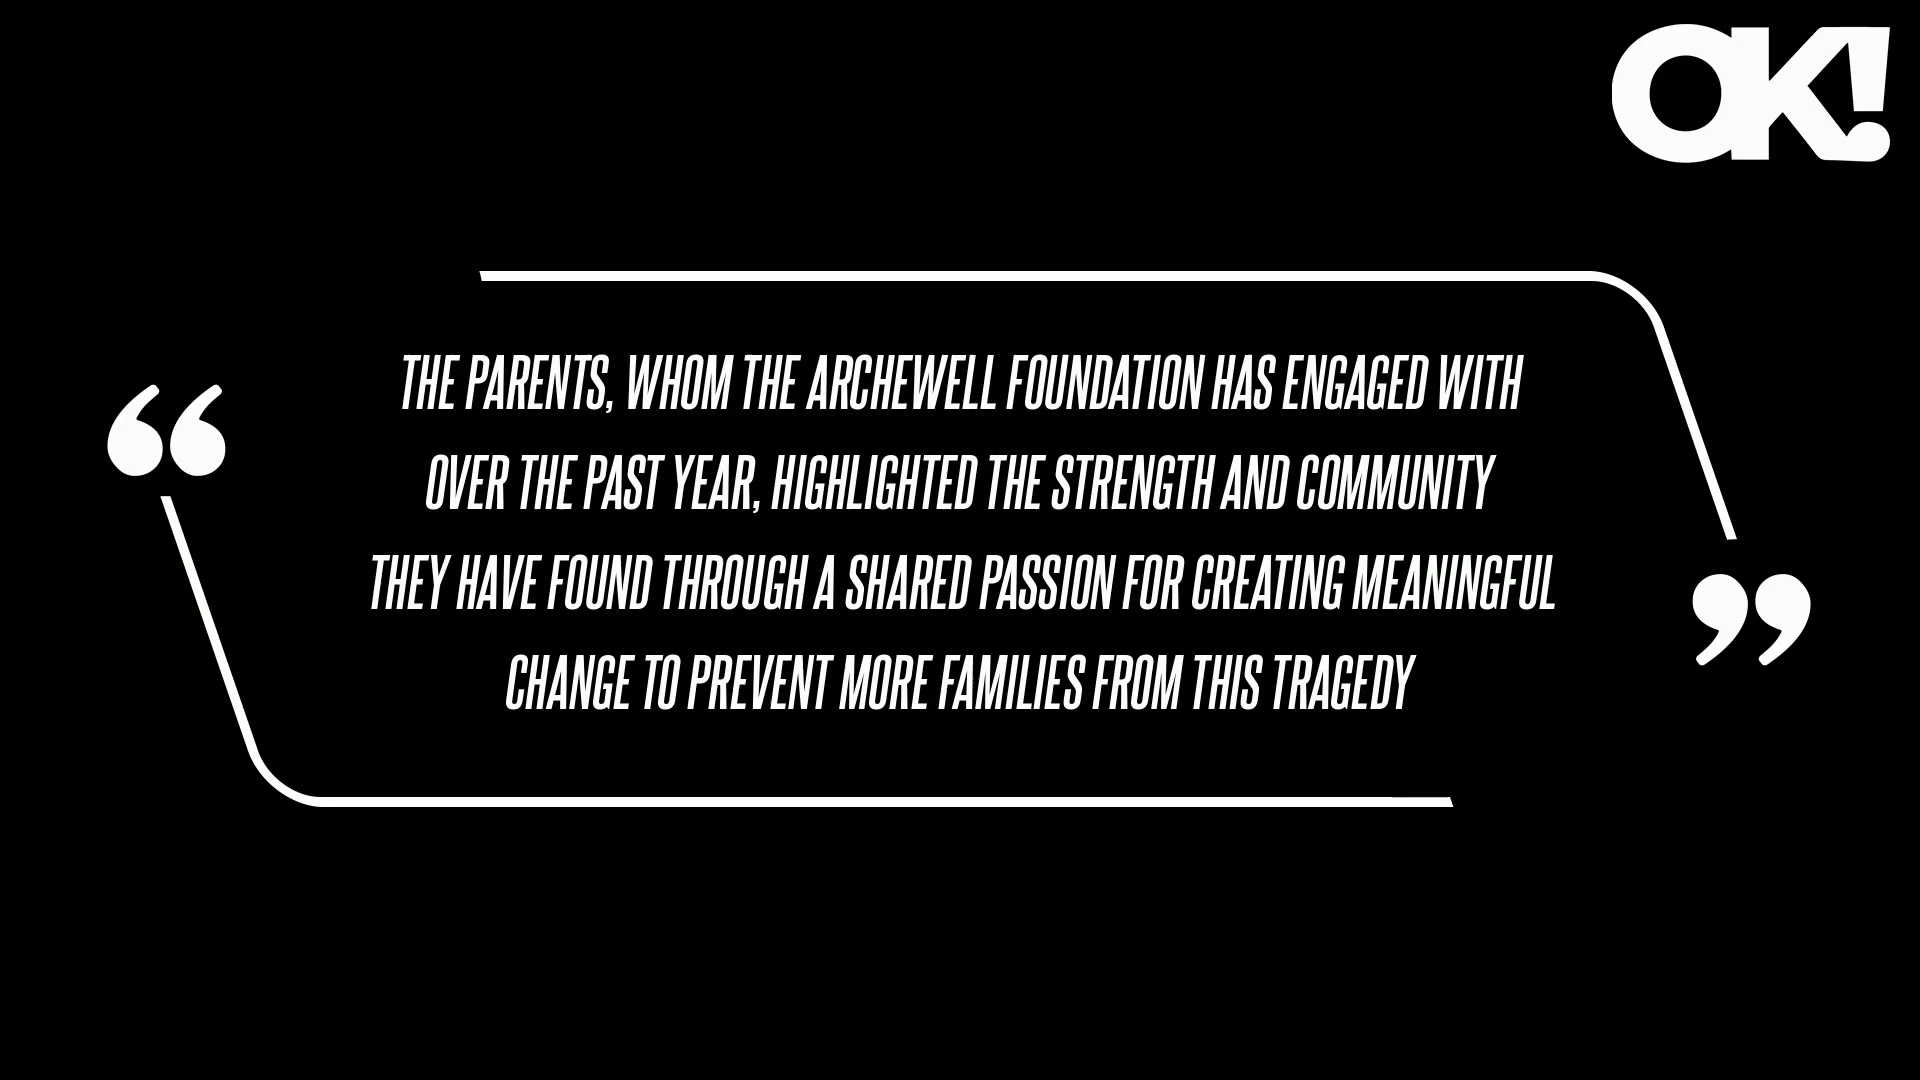 OK!
THE PARENTS, WHOM THE ARCHEWELL FOUNDATION HAS ENGAGED WITH
OVER THE PAST YEAR, HIGHLIGHTED THE STRENGTH AND COMMUNITY
THEY HAVE FOUND THROUGH A SHARED PASSION FOR CREATING MEANINGFUL
CHANGE TO PREVENT MORE FAMILIES FROM THIS TRAGEDY